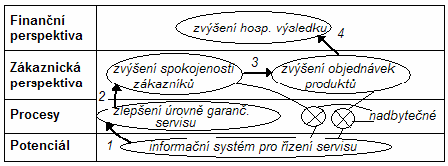 Finanční
perspektiva
zvýšení hosp. výsledku
4
Zákaznická
perspektiva
zvýšení spokojenosti
zákazníků
3
zvýšení objednávek
produktů
2
Procesy
zlepšení úrovně garanč.
servisu
nadbytečné
Potenciál
1
informační systém pro řízení servisu